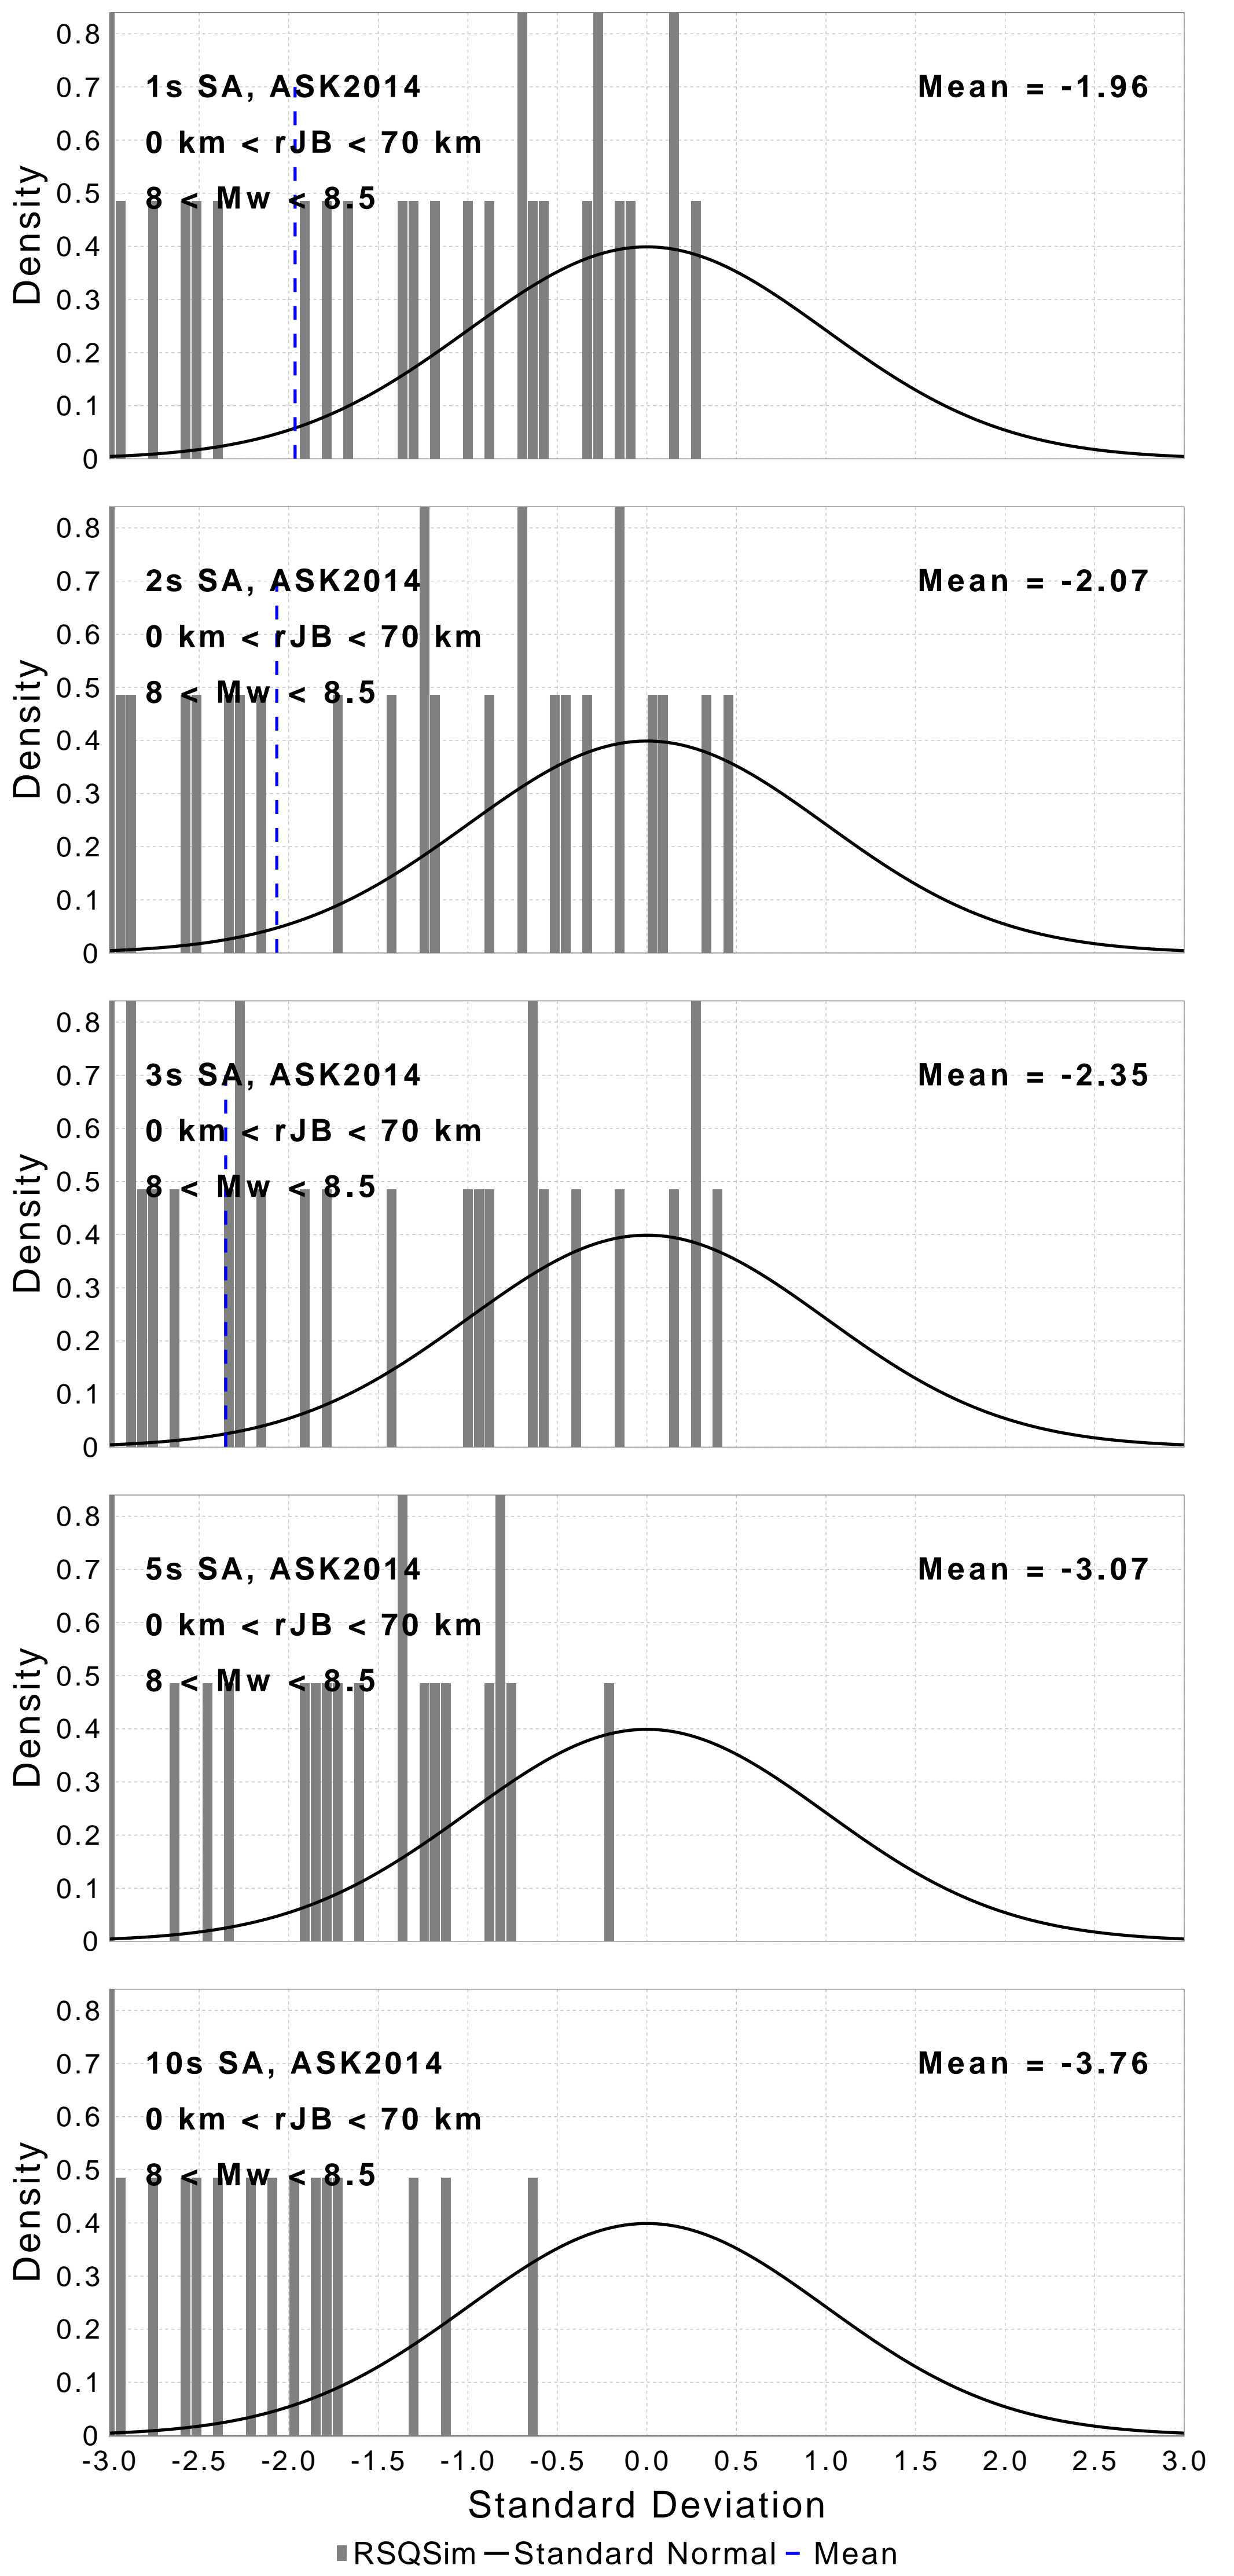 1s SA, ASK2014
Mean = -1.96
0 km < rJB < 70 km
8 < Mw < 8.5
Density
0.8
0.7
0.6
0.5
0.4
0.3
0.2
0.1
0
2s SA, ASK2014
Mean = -2.07
0 km < rJB < 70 km
8 < Mw < 8.5
Density
0.8
0.7
0.6
0.5
0.4
0.3
0.2
0.1
0
3s SA, ASK2014
Mean = -2.35
0 km < rJB < 70 km
8 < Mw < 8.5
Density
0.8
0.7
0.6
0.5
0.4
0.3
0.2
0.1
0
5s SA, ASK2014
Mean = -3.07
0 km < rJB < 70 km
8 < Mw < 8.5
Density
0.8
0.7
0.6
0.5
0.4
0.3
0.2
0.1
0
10s SA, ASK2014
Mean = -3.76
0 km < rJB < 70 km
8 < Mw < 8.5
Density
0.8
0.7
0.6
0.5
0.4
0.3
0.2
0.1
0
-3.0 -2.5 -2.0 -1.5 -1.0 -0.5 0.0 0.5 1.0 1.5 2.0 2.5 3.0
Standard Deviation
RSQSim Standard Normal Mean